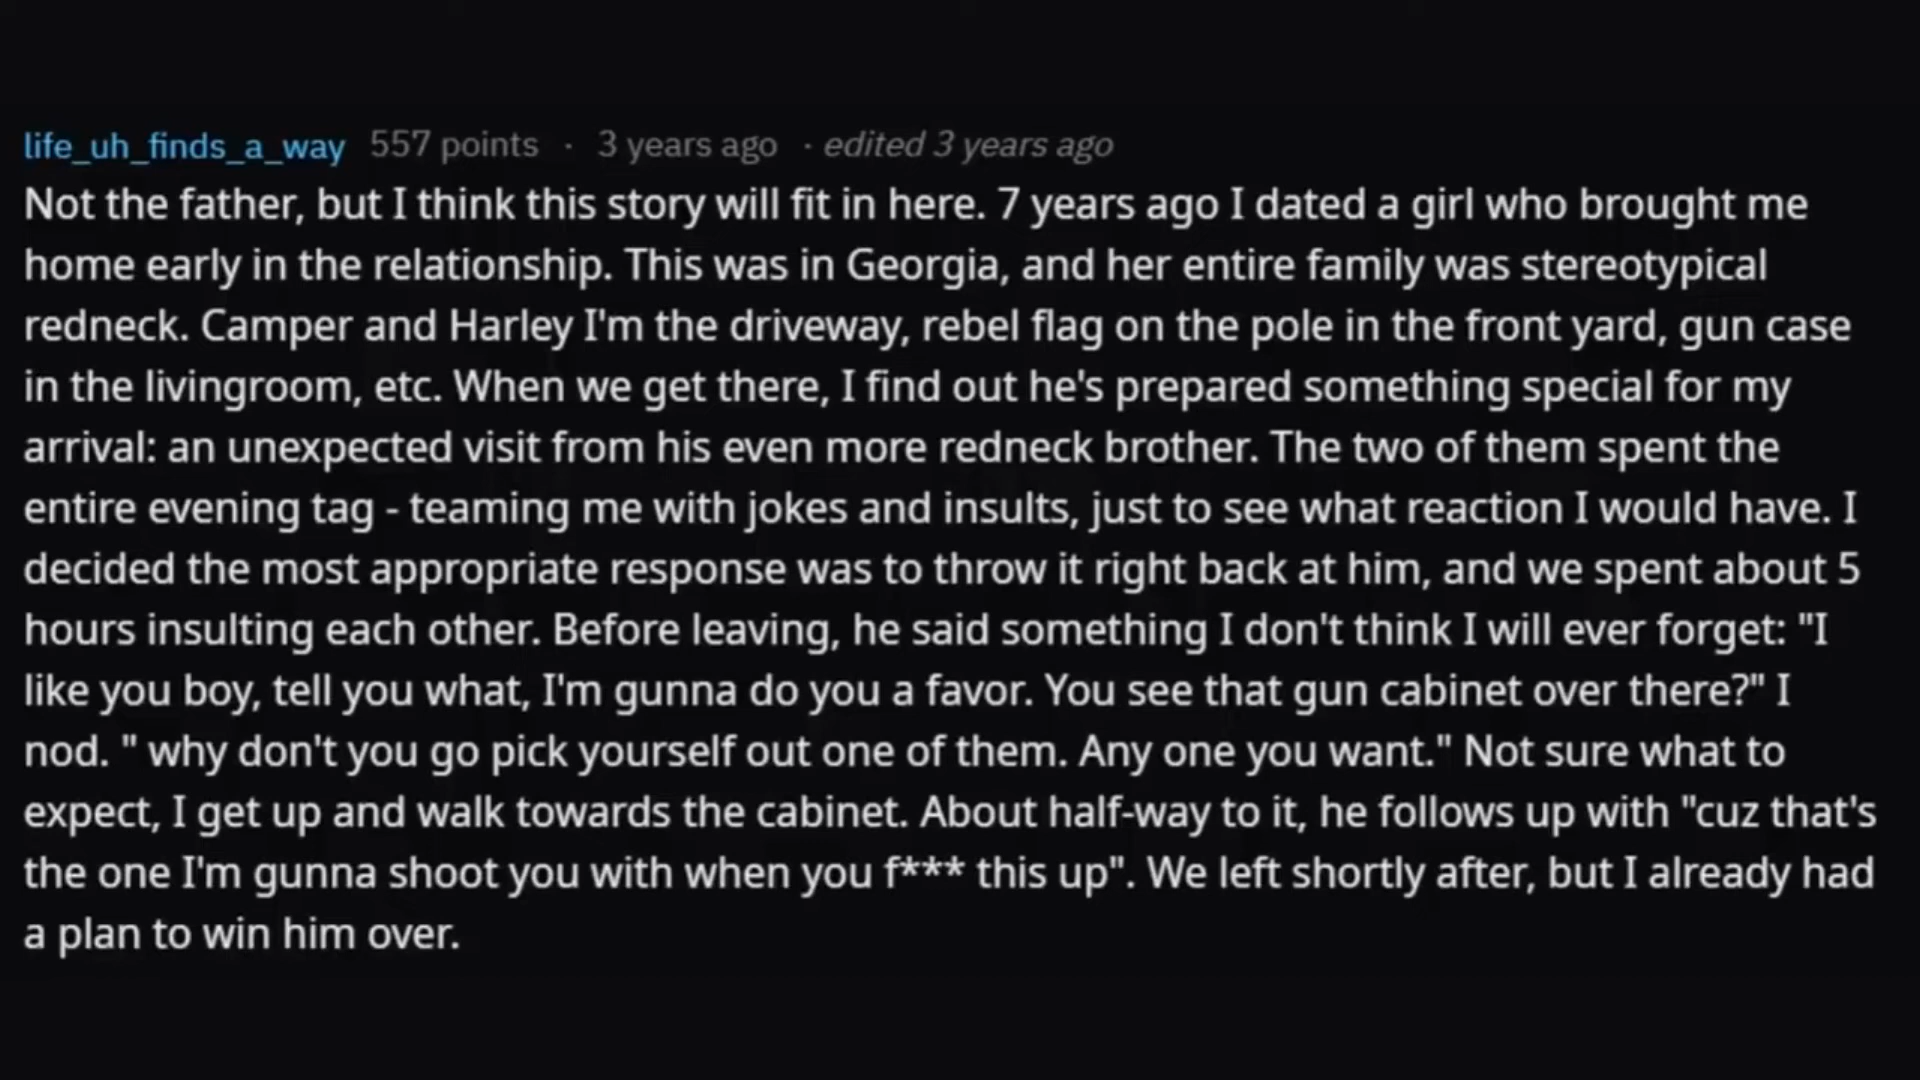 life_uh_finds_a_way 557 points · 3 years ago · edited 3 years ago
Not the father, but I think this story will fit in here. 7 years ago I dated a girl who brought me
home early in the relationship. This was in Georgia, and her entire family was stereotypical
redneck. Camper and Harley I'm the driveway, rebel flag on the pole in the front yard, gun case
in the livingroom, etc. When we get there, I find out he's prepared something special for my
arrival: an unexpected visit from his even more redneck brother. The two of them spent the
entire evening tag - teaming me with jokes and insults, just to see what reaction I would have. I
decided the most appropriate response was to throw it right back at him, and we spent about 5
hours insulting each other. Before leaving, he said something I don't think I will ever forget: "I
like you boy, tell you what, I'm gunna do you a favor. You see that gun cabinet over there?" I
nod. " why don't you go pick yourself out one of them. Any one you want." Not sure what to
expect, I get up and walk towards the cabinet. About half-way to it, he follows up with "cuz that's
the one I'm gunna shoot you with when you f*** this up". We left shortly after, but I already had
a plan to win him over.